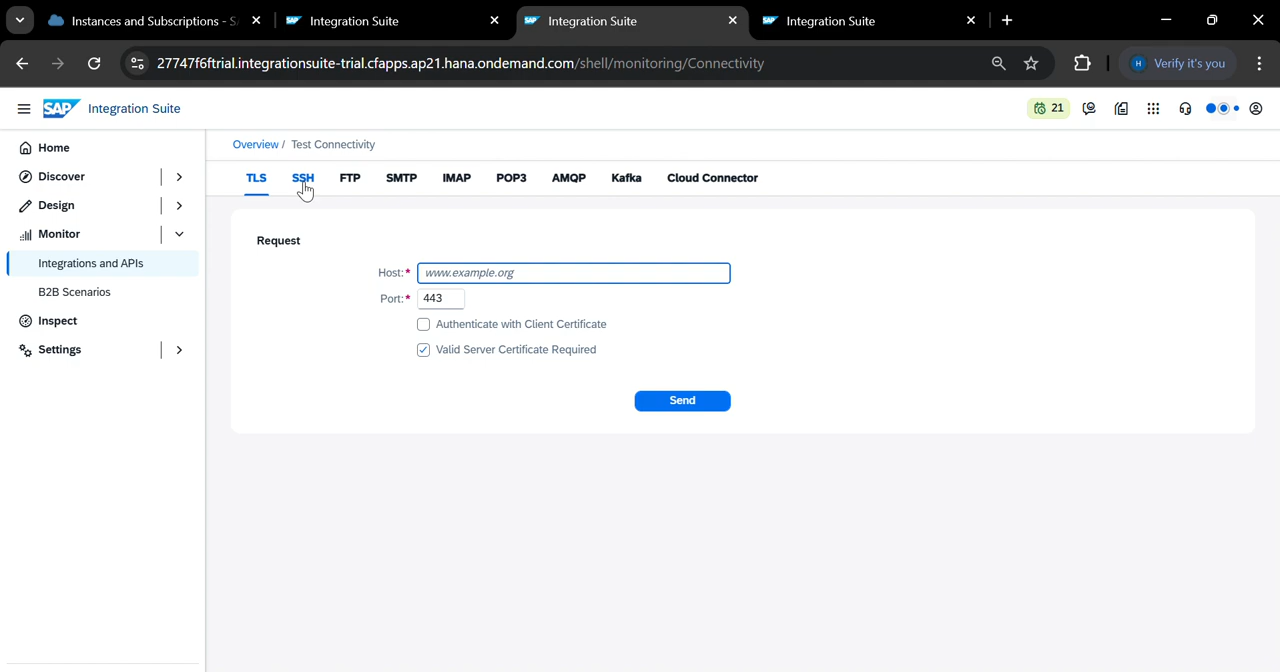 Instances and Subscriptions - S
Integration Suite
Integration Suite
Integration Suite
27747f6ftrial.integrationsuite-trial.cfapps.ap21.hana.ondemand.com/shell/monitoring/Connectivity
H Verify it's you
SAP Integration Suite
21
Home
Discover
Design
Monitor
Integrations and APIs
B2B Scenarios
Inspect
Settings
Overview / Test Connectivity
TLS SSH FTP SMTP IMAP POP3 AMQP Kafka Cloud Connector
Request
Host:* www.example.org
Port:* 443
Authenticate with Client Certificate
Valid Server Certificate Required
Send